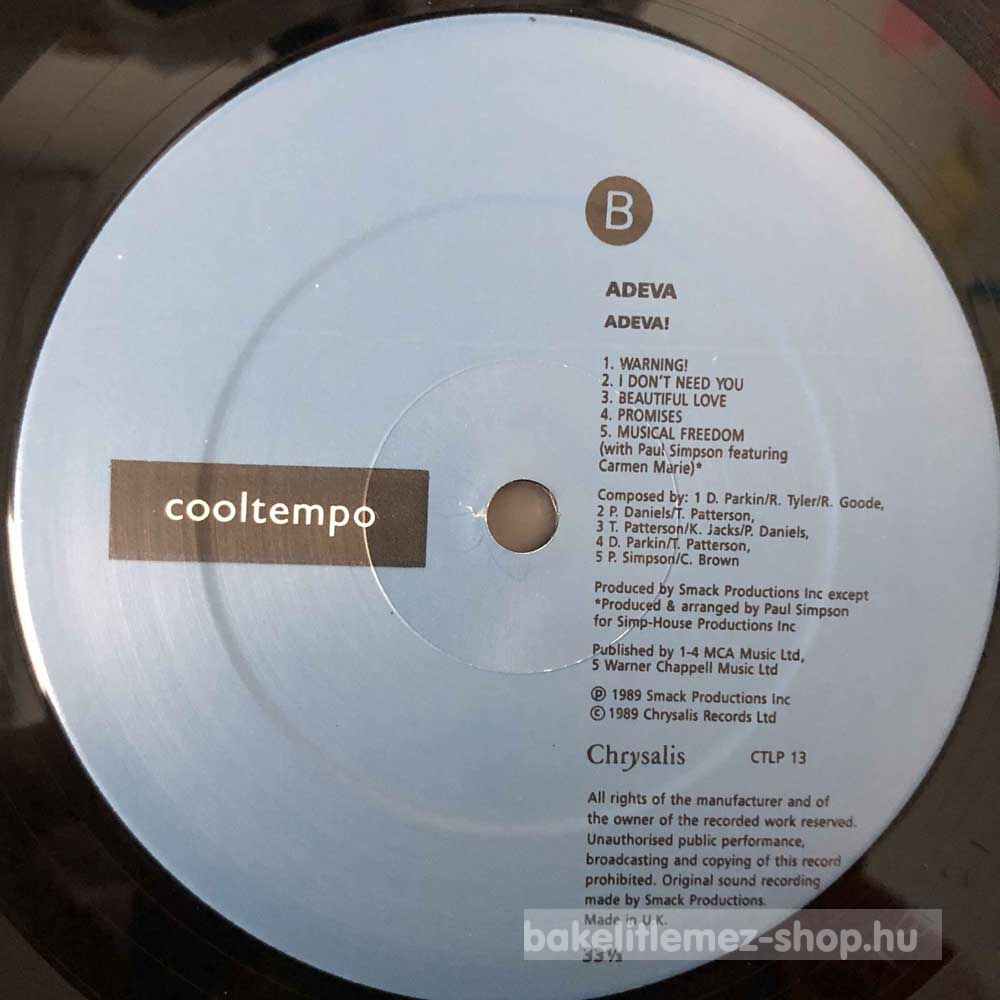 B
ADEVA
ADEVA!
1. WARNING!
2. I DON'T NEED YOU
3. BEAUTIFUL LOVE
4. PROMISES
5. MUSICAL FREEDOM
(with Paul Simpson featuring
Carmen Marie)*
cooltempo
Composed by: 1 D. Parkin/R. Tyler/R. Goode,
2 P. Daniels/T. Patterson,
3 T. Patterson/K. Jacks/P. Daniels,
4 D. Parkin/T. Patterson,
5 P. Simpson/C. Brown
Produced by Smack Productions Inc except
*Produced & arranged by Paul Simpson
for Simp-House Productions Inc
Published by 1-4 MCA Music Ltd,
5 Warner Chappell Music Ltd
℗ 1989 Smack Productions Inc
© 1989 Chrysalis Records Ltd
Chrysalis CTLP 13
All rights of the manufacturer and of
the owner of the recorded work reserved.
Unauthorised public performance,
broadcasting and copying of this record
prohibited. Original sound recording
made by Smack Productions.
Made in U.K.
bakelitlemez-shop.hu
33⅓